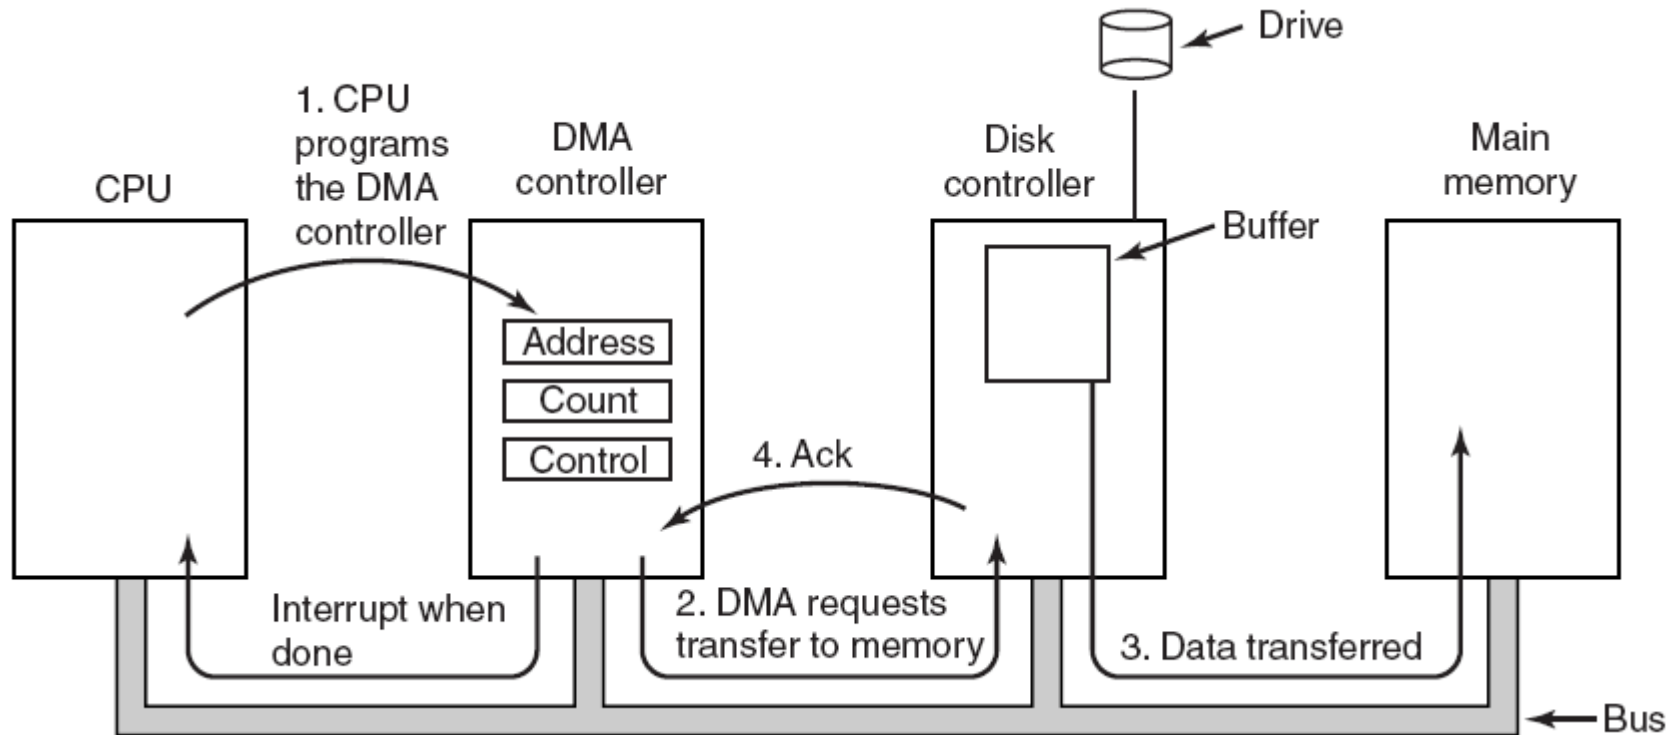 Drive
1. CPU
programs
the DMA
controller
CPU
DMA
controller
Disk
controller
Main
memory
Buffer
Address
Count
Control
4. Ack
Interrupt when
done
2. DMA requests
transfer to memory
3. Data transferred
Bus